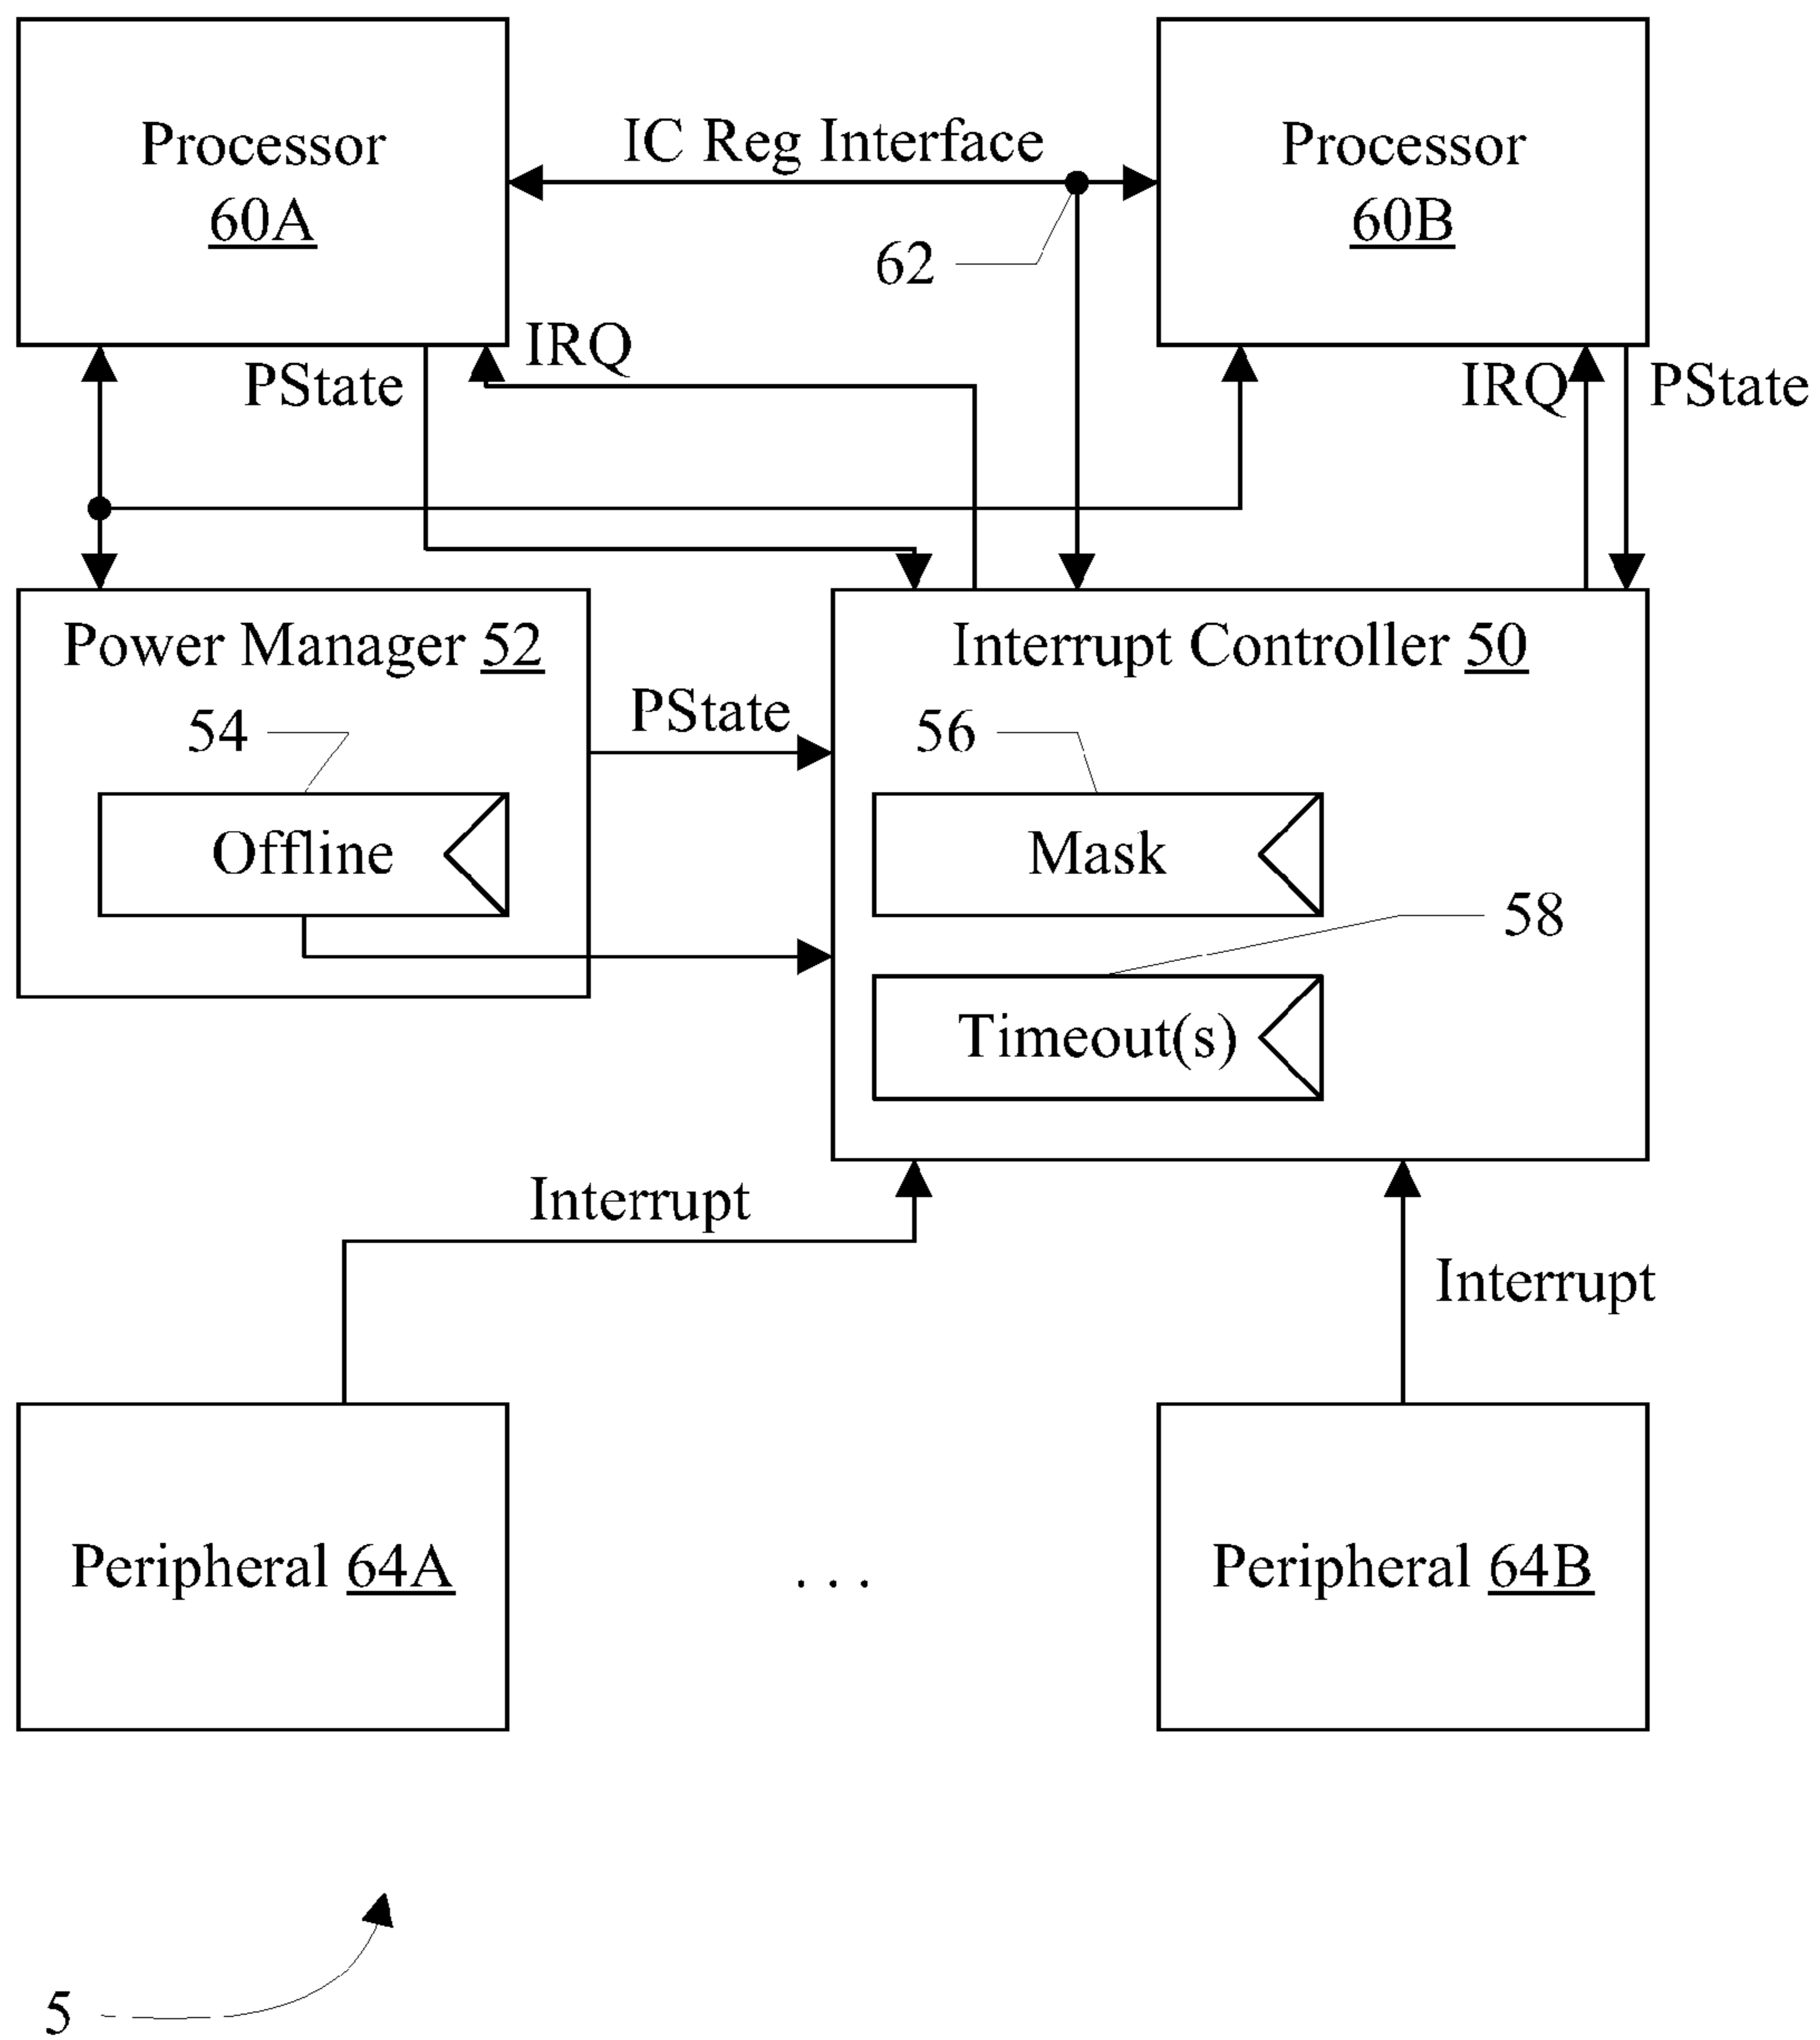 Processor
60A
IC Reg Interface
Processor
60B
62
IRQ
PState
IRQ
PState
Power Manager 52
Interrupt Controller 50
PState
54
56
Offline
Mask
58
Timeout(s)
Interrupt
Interrupt
Peripheral 64A
. . .
Peripheral 64B
5